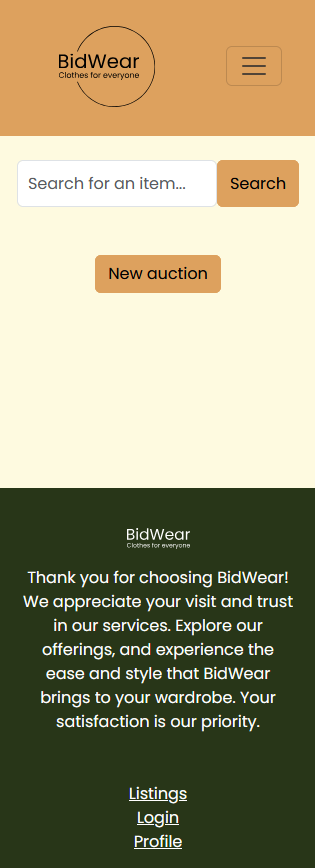 BidWear
Clothes for everyone
Search for an item...
Search
New auction
BidWear
Clothes for everyone
Thank you for choosing BidWear!
We appreciate your visit and trust
in our services. Explore our
offerings, and experience the
ease and style that BidWear
brings to your wardrobe. Your
satisfaction is our priority.
Listings
Login
Profile